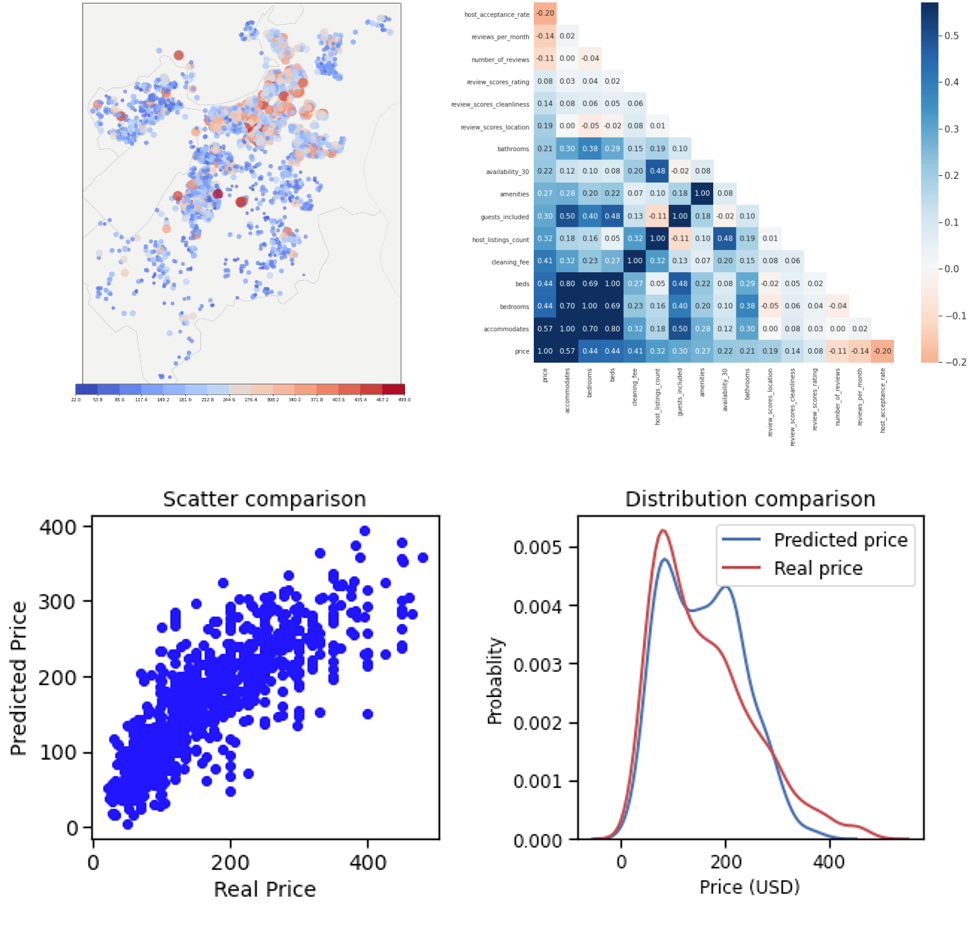 22.0 53.8 85.6 117.4 149.2 181.0 212.8 244.6 276.4 308.2 340.0 371.8 403.6 435.4 467.2 499.0
host_acceptance_rate -0.20
reviews_per_month -0.14 0.02
number_of_reviews -0.11 0.00 -0.04
review_scores_rating 0.08 0.03 0.04 0.02
review_scores_cleanliness 0.14 0.08 0.06 0.05 0.06
review_scores_location 0.19 0.00 -0.05 -0.02 0.08 0.01
bathrooms 0.21 0.30 0.38 0.29 0.15 0.19 0.10
availability_30 0.22 0.12 0.10 0.08 0.20 0.48 -0.02 0.08
amenities 0.27 0.28 0.20 0.22 0.07 0.10 0.18 1.00 0.08
guests_included 0.30 0.50 0.40 0.48 0.13 -0.11 1.00 0.18 -0.02 0.10
host_listings_count 0.32 0.18 0.16 0.05 0.32 1.00 -0.11 0.10 0.48 0.19 0.01
cleaning_fee 0.41 0.32 0.23 0.27 1.00 0.32 0.13 0.07 0.20 0.15 0.08 0.06
beds 0.44 0.80 0.69 1.00 0.27 0.05 0.48 0.22 0.08 0.29 -0.02 0.05 0.02
bedrooms 0.44 0.70 1.00 0.69 0.23 0.16 0.40 0.20 0.10 0.38 -0.05 0.06 0.04 -0.04
accommodates 0.57 1.00 0.70 0.80 0.32 0.18 0.50 0.28 0.12 0.30 0.00 0.08 0.03 0.00 0.02
price 1.00 0.57 0.44 0.44 0.41 0.32 0.30 0.27 0.22 0.21 0.19 0.14 0.08 -0.11 -0.14 -0.20
price
accommodates
bedrooms
beds
cleaning_fee
host_listings_count
guests_included
amenities
availability_30
bathrooms
review_scores_location
review_scores_cleanliness
review_scores_rating
number_of_reviews
reviews_per_month
host_acceptance_rate
0.5
0.4
0.3
0.2
0.1
0.0
−0.1
−0.2
Scatter comparison
400
300
200
100
0
Predicted Price
0 200 400
Real Price
Distribution comparison
Predicted price
Real price
0.005
0.004
0.003
0.002
0.001
0.000
Probablity
0 200 400
Price (USD)